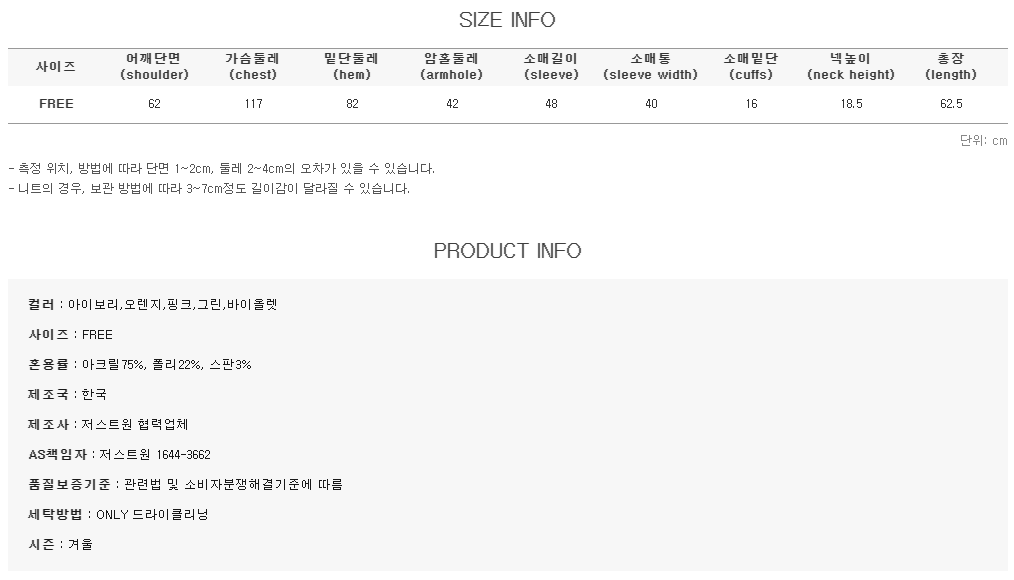 SIZE INFO
사이즈 어깨단면 가슴둘레 밑단둘레 암홀둘레 소매길이 소매통 소매밑단 넥높이 총장
(shoulder) (chest) (hem) (armhole) (sleeve) (sleeve width) (cuffs) (neck height) (length)
FREE 62 117 82 42 48 40 16 18.5 62.5
단위: cm
- 측정 위치, 방법에 따라 단면 1~2cm, 둘레 2~4cm의 오차가 있을 수 있습니다.
- 니트의 경우, 보관 방법에 따라 3~7cm정도 길이감이 달라질 수 있습니다.
PRODUCT INFO
컬러 : 아이보리,오렌지,핑크,그린,바이올렛
사이즈 : FREE
혼용률 : 아크릴75%, 폴리22%, 스판3%
제조국 : 한국
제조사 : 저스트원 협력업체
AS책임자 : 저스트원 1644-3662
품질보증기준 : 관련법 및 소비자분쟁해결기준에 따름
세탁방법 : ONLY 드라이클리닝
시즌 : 겨울